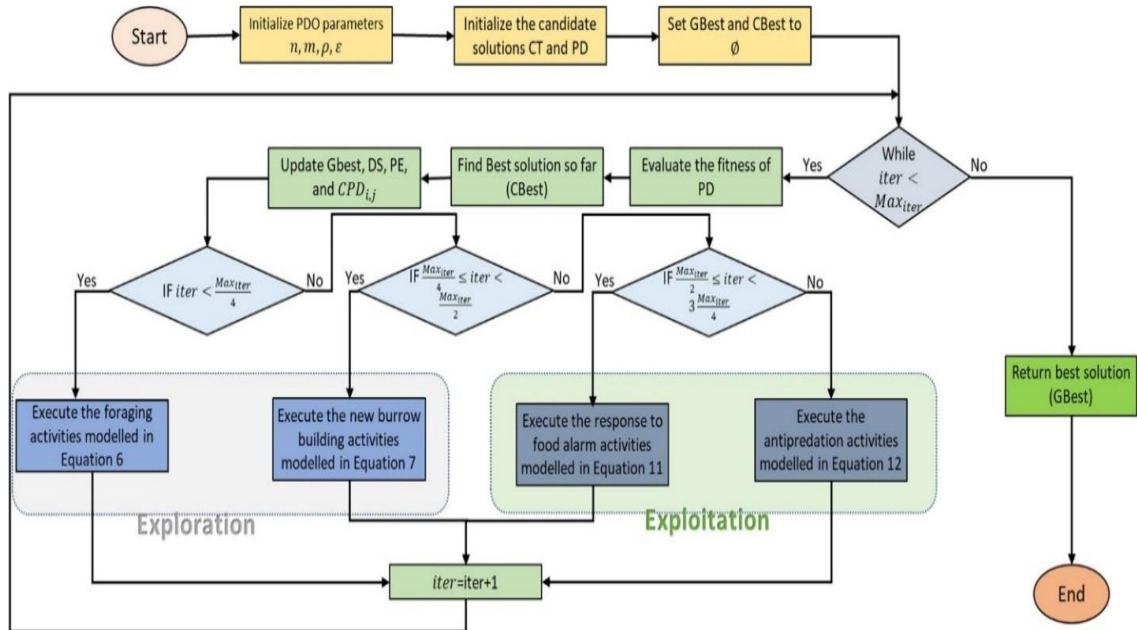 Start
Initialize PDO parameters
n, m, ρ, ε
Initialize the candidate
solutions CT and PD
Set GBest and CBest to
∅
While
iter <
Max_iter
Yes
No
Evaluate the fitness of
PD
Find Best solution so far
(CBest)
Update Gbest, DS, PE,
and CPD_i,j
Yes
IF iter < Max_iter/4
No
Yes
IF Max_iter/4 ≤ iter <
Max_iter/2
No
Yes
IF Max_iter/2 ≤ iter <
3 Max_iter/4
No
Execute the foraging
activities modelled in
Equation 6
Execute the new burrow
building activities
modelled in Equation 7
Exploration
Execute the response to
food alarm activities
modelled in Equation 11
Execute the
antipredation activities
modelled in Equation 12
Exploitation
iter=iter+1
Return best solution
(GBest)
End